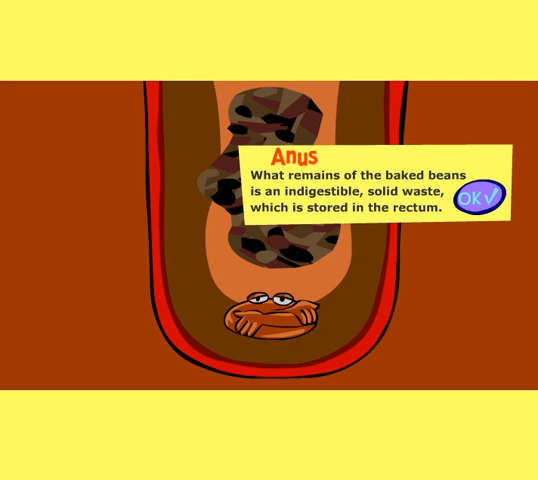 Anus
What remains of the baked beans
is an indigestible, solid waste,
which is stored in the rectum.
OK✓